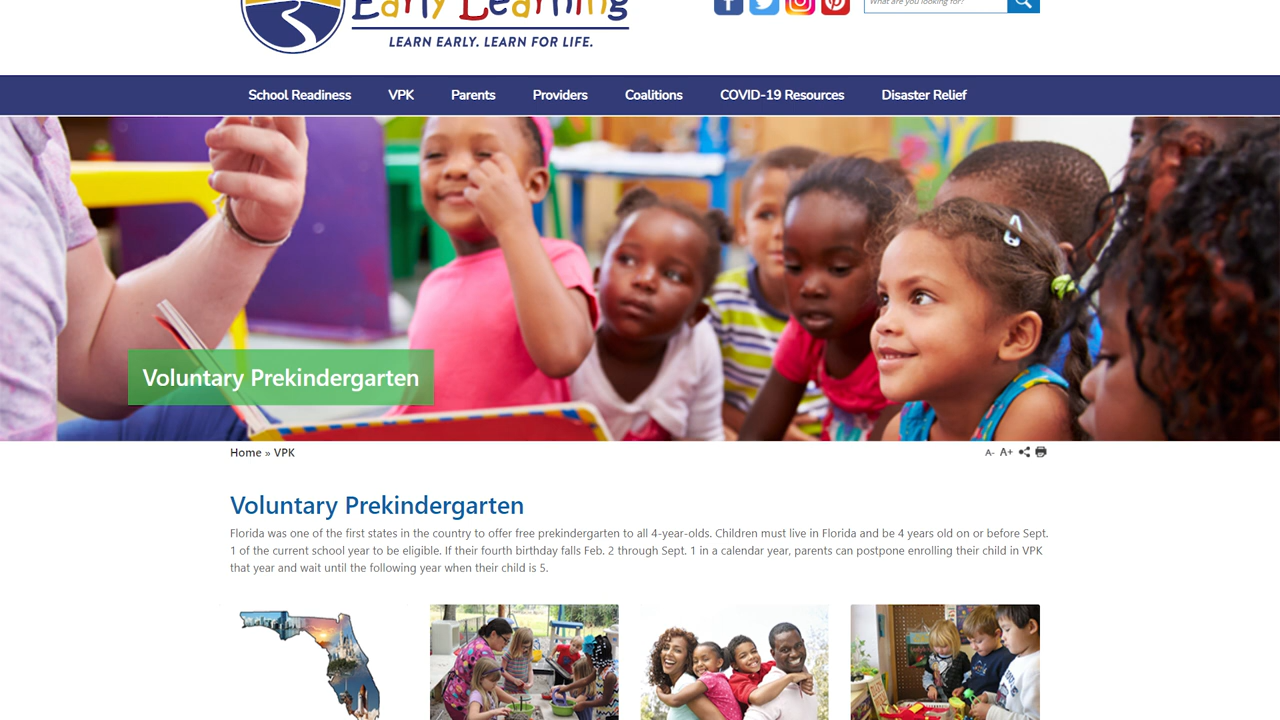 Early Learning
LEARN EARLY. LEARN FOR LIFE.
What are you looking for?
School Readiness VPK Parents Providers Coalitions COVID-19 Resources Disaster Relief
Voluntary Prekindergarten
Home » VPK
A- A+
Voluntary Prekindergarten
Florida was one of the first states in the country to offer free prekindergarten to all 4-year-olds. Children must live in Florida and be 4 years old on or before Sept.
1 of the current school year to be eligible. If their fourth birthday falls Feb. 2 through Sept. 1 in a calendar year, parents can postpone enrolling their child in VPK
that year and wait until the following year when their child is 5.